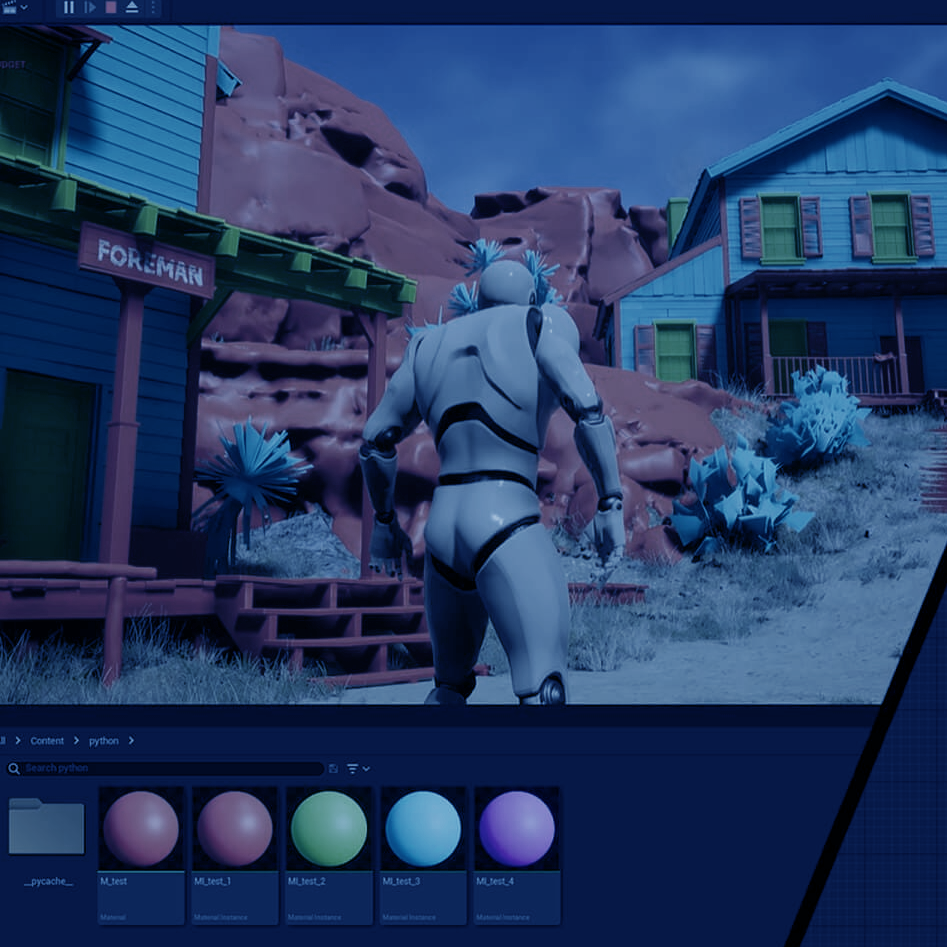 FOREMAN
Content
python
Search python
__pycache__
M_test
MI_test_1
MI_test_2
MI_test_3
MI_test_4
Material
Material Instance
Material Instance
Material Instance
Material Instance